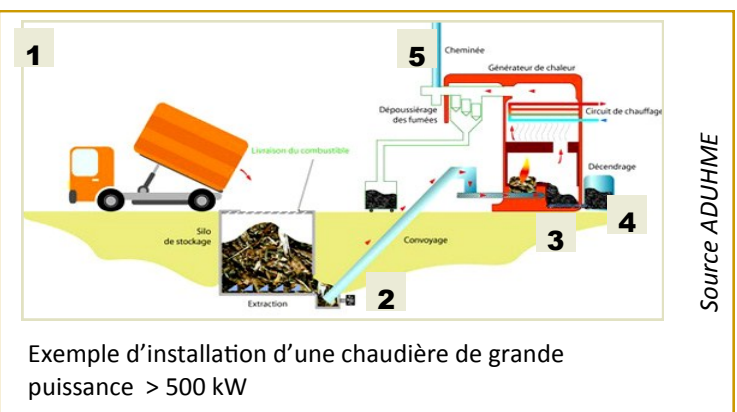 1
5
Cheminée
Générateur de chaleur
Dépoussiérage
des fumées
Circuit de chauffage
Livraison du combustible
Décendrage
Silo
de stockage
Convoyage
4
3
2
Extraction
Source ADUHME
Exemple d’installation d’une chaudière de grande
puissance > 500 kW